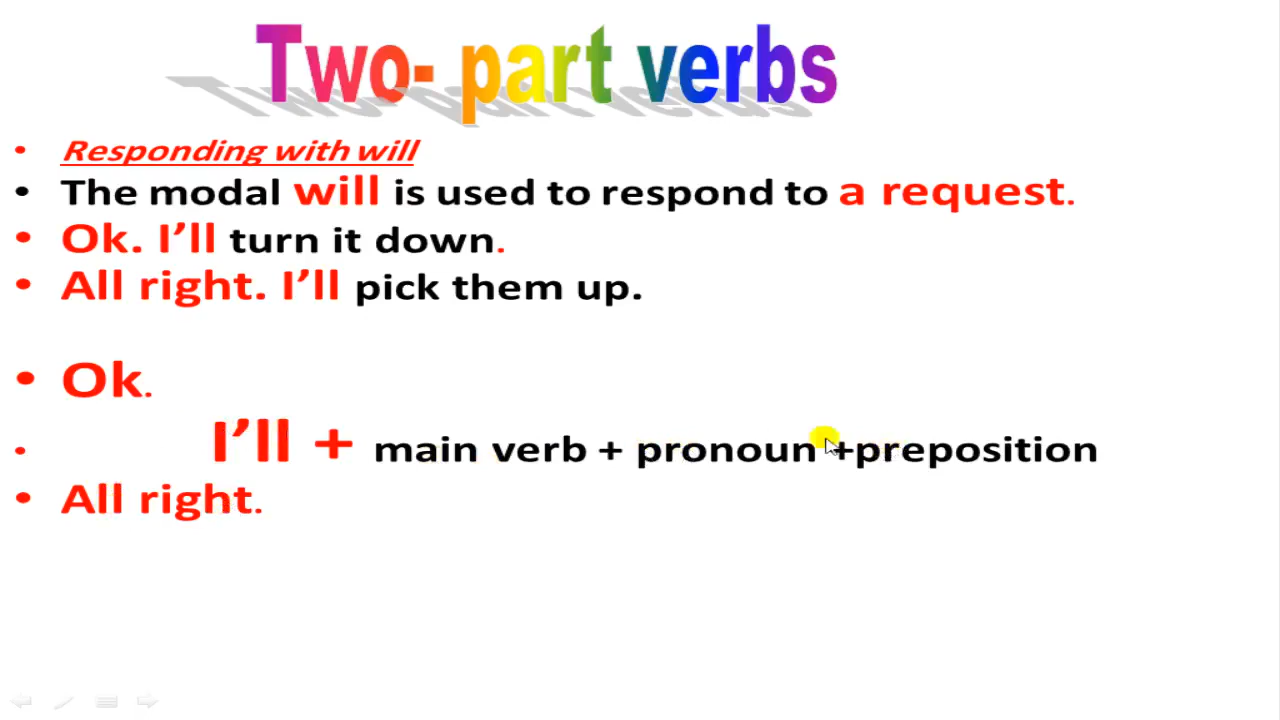 Two- part verbs
• Responding with will
• The modal will is used to respond to a request.
• Ok. I’ll turn it down.
• All right. I’ll pick them up.
• Ok.
• I’ll + main verb + pronoun +preposition
• All right.